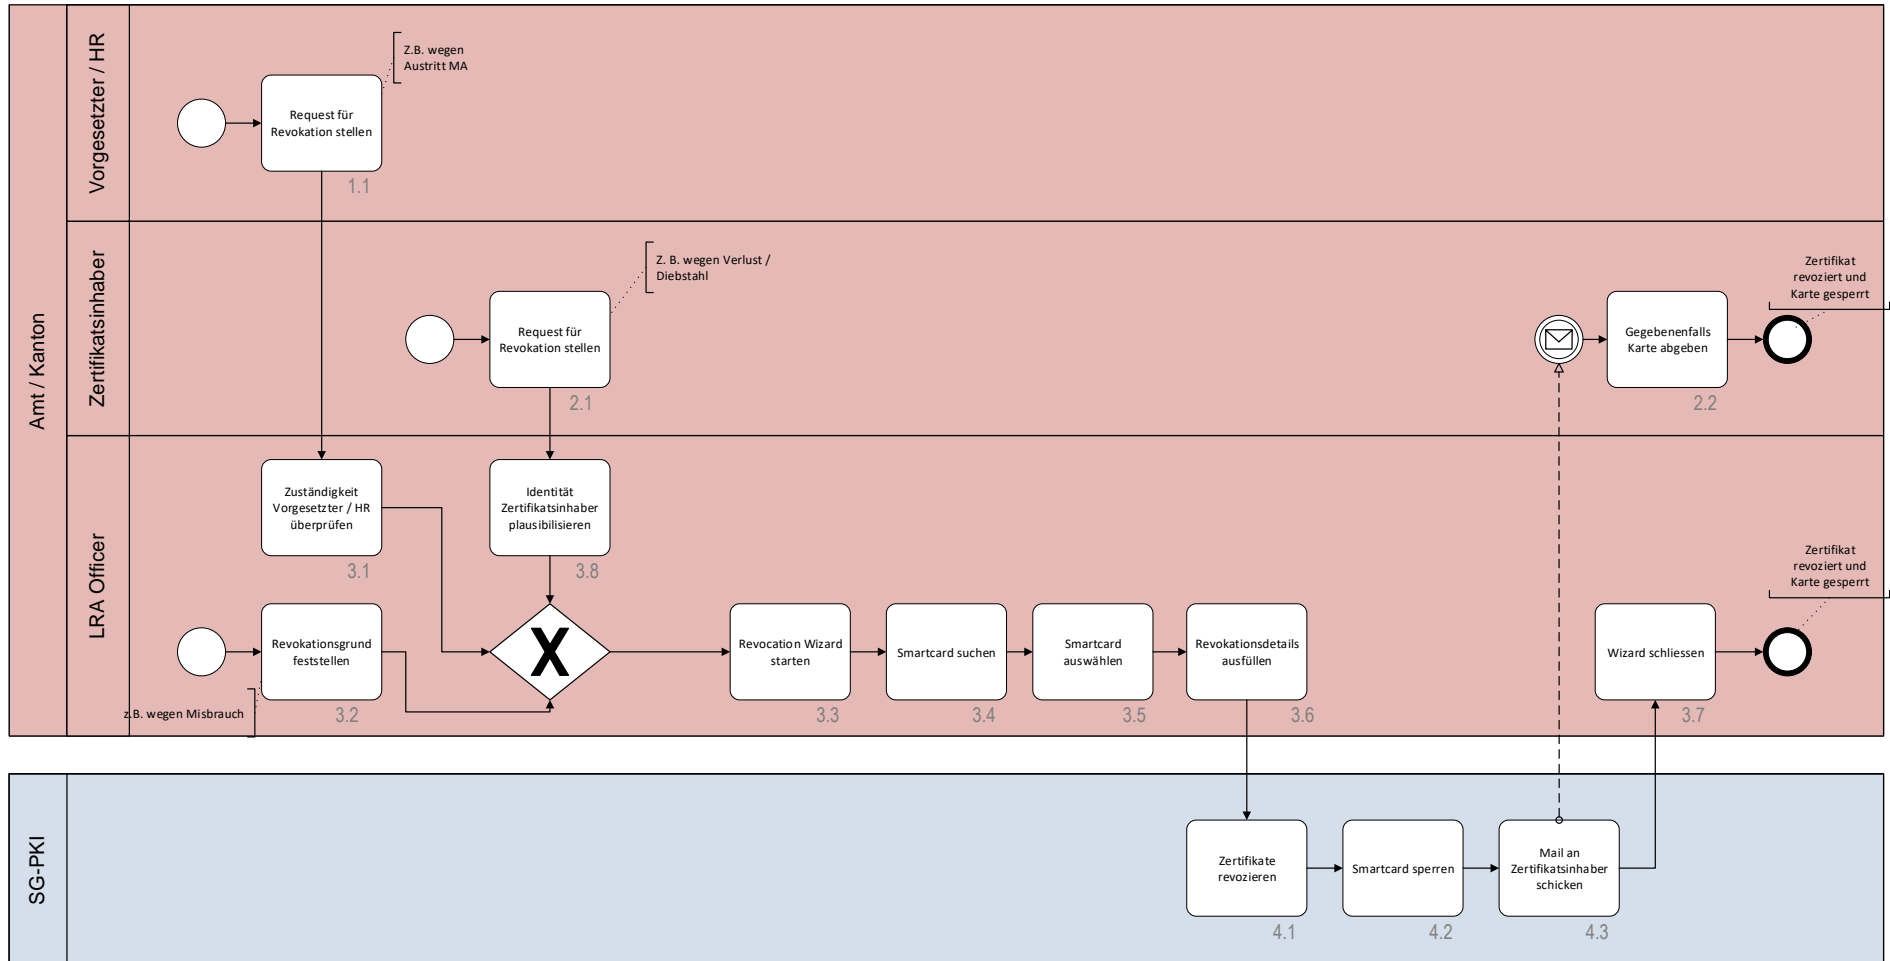 Amt / Kanton
Vorgesetzter / HR
Z.B. wegen
Austritt MA
Request für
Revokation stellen
1.1
Zertifikatsinhaber
Z. B. wegen Verlust /
Diebstahl
Request für
Revokation stellen
2.1
Gegebenenfalls
Karte abgeben
2.2
Zertifikat
revoziert und
Karte gesperrt
LRA Officer
Zuständigkeit
Vorgesetzter / HR
überprüfen
3.1
Identität
Zertifikatsinhaber
plausibilisieren
3.8
Revokationsgrund
feststellen
3.2
z.B. wegen Misbrauch
X
Revocation Wizard
starten
3.3
Smartcard suchen
3.4
Smartcard
auswählen
3.5
Revokationsdetails
ausfüllen
3.6
Wizard schliessen
3.7
Zertifikat
revoziert und
Karte gesperrt
SG-PKI
Zertifikate
revozieren
4.1
Smartcard sperren
4.2
Mail an
Zertifikatsinhaber
schicken
4.3